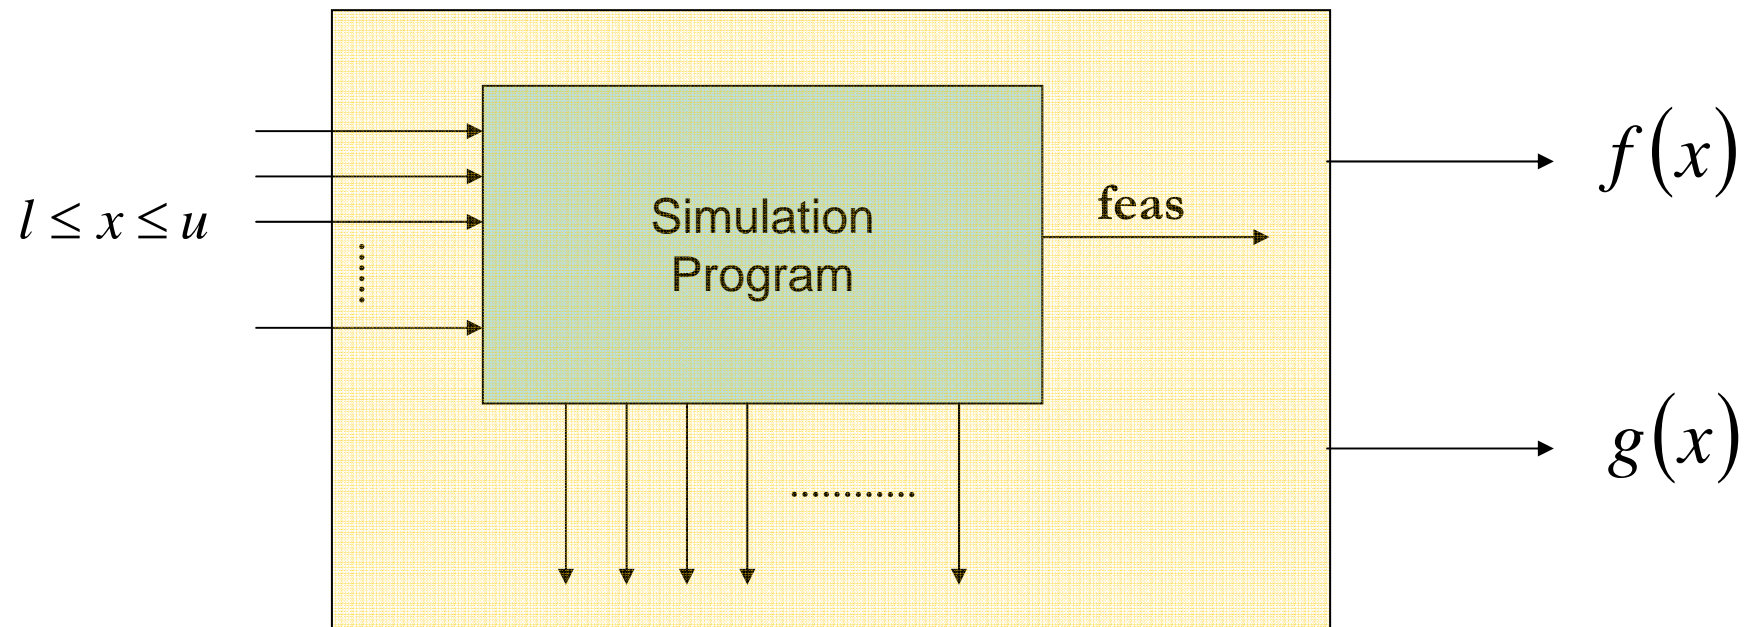 l ≤ x ≤ u
Simulation
Program
feas
f(x)
g(x)